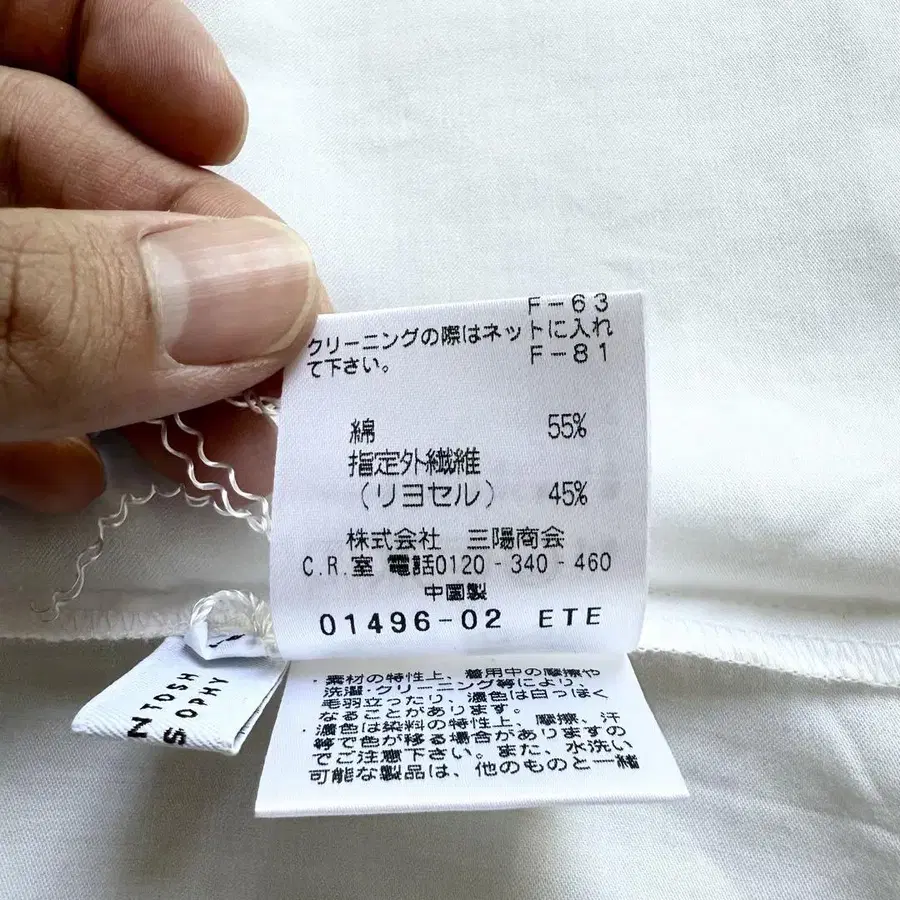 F-63
クリーニングの際はネットに入れ
て下さい。 F-81
綿 55%
指定外繊維
(リヨセル) 45%
株式会社 三陽商会
C.R.室 電話0120-340-460
中国製
01496-02 ETE
・素材の特性上、着用中の摩擦や
洗濯・クリーニング等により、
毛羽立ったり、濃色は白っぽく
なることがあります。
・濃色は染料の特性上、摩擦、汗
等で色が移る場合がありますの
でご注意下さい。また、水洗い
可能な製品は、他のものと一緒
TOSH
SOPHY